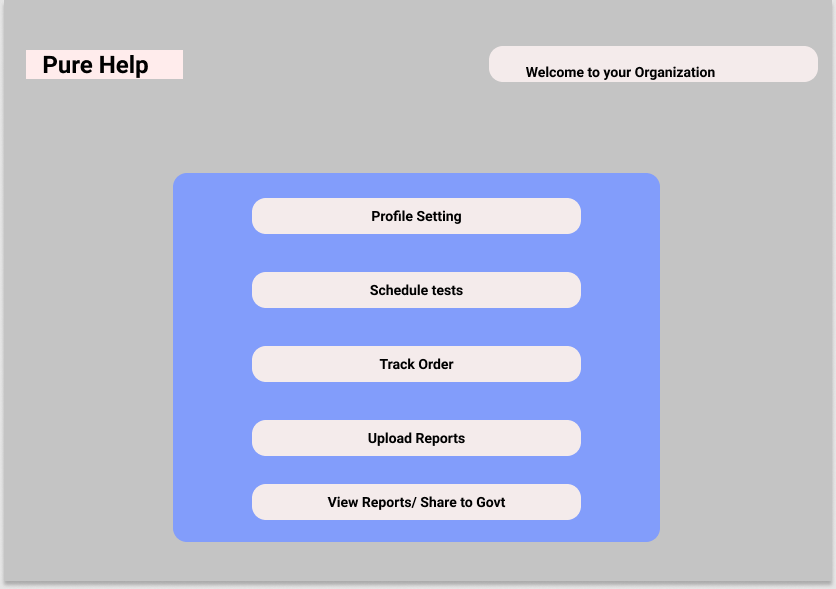 Pure Help
Welcome to your Organization
Profile Setting
Schedule tests
Track Order
Upload Reports
View Reports/ Share to Govt